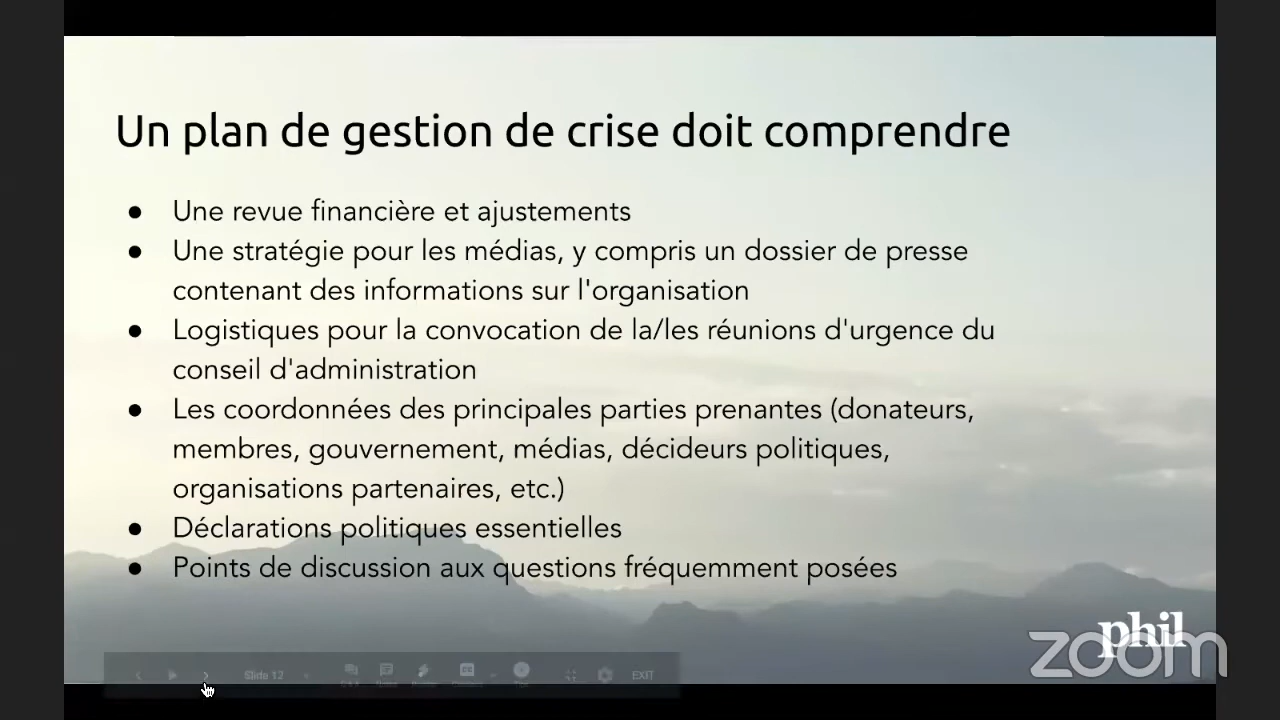 Un plan de gestion de crise doit comprendre
● Une revue financière et ajustements
● Une stratégie pour les médias, y compris un dossier de presse
contenant des informations sur l'organisation
● Logistiques pour la convocation de la/les réunions d'urgence du
conseil d'administration
● Les coordonnées des principales parties prenantes (donateurs,
membres, gouvernement, médias, décideurs politiques,
organisations partenaires, etc.)
● Déclarations politiques essentielles
● Points de discussion aux questions fréquemment posées
phil
zoom
Slide 12
EXIT